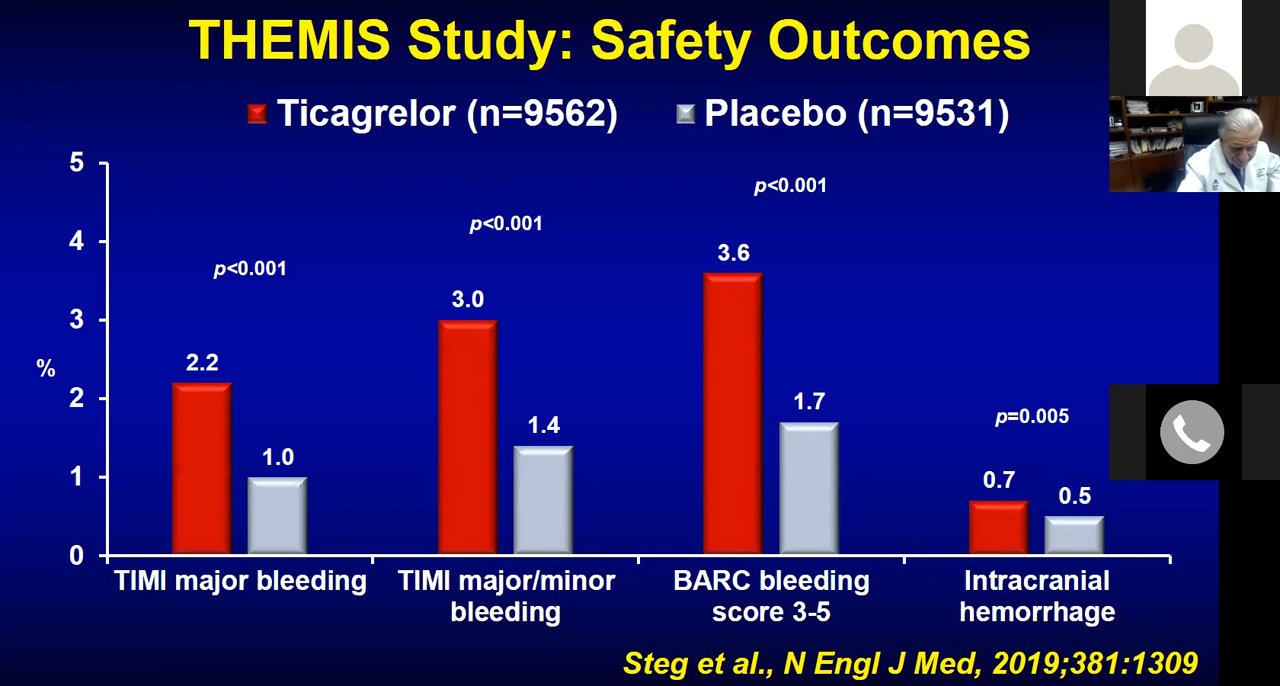 THEMIS Study: Safety Outcomes
Ticagrelor (n=9562) Placebo (n=9531)
5
4
3
2
1
0
%
p<0.001
p<0.001
p<0.001
p=0.005
2.2
1.0
3.0
1.4
3.6
1.7
0.7
0.5
TIMI major bleeding
TIMI major/minor
bleeding
BARC bleeding
score 3-5
Intracranial
hemorrhage
Steg et al., N Engl J Med, 2019;381:1309